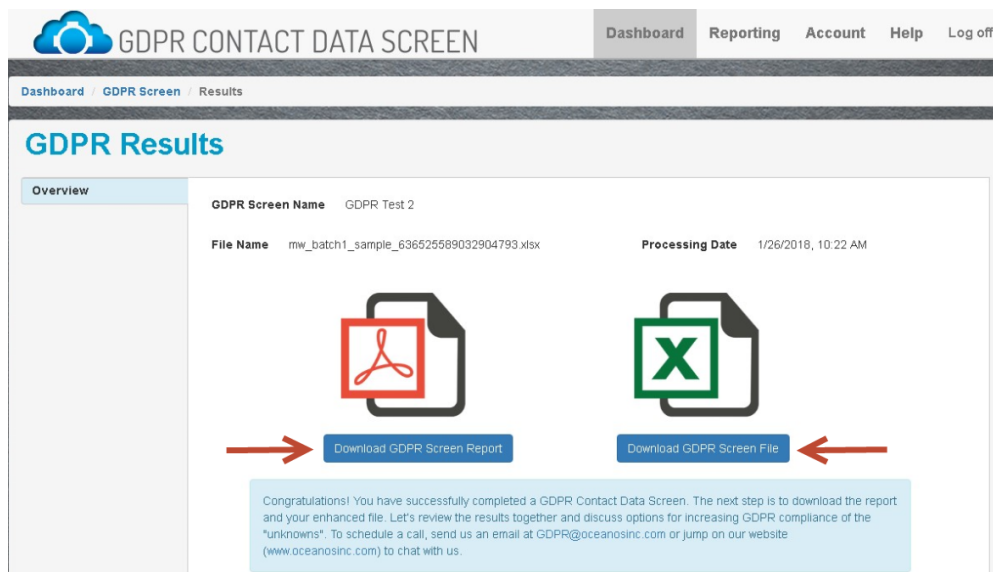 GDPR CONTACT DATA SCREEN
Dashboard Reporting Account Help Log off
Dashboard / GDPR Screen / Results
GDPR Results
Overview
GDPR Screen Name GDPR Test 2
File Name mw_batch1_sample_636525589032904793.xlsx Processing Date 1/26/2018, 10:22 AM
X
Download GDPR Screen Report Download GDPR Screen File
Congratulations! You have successfully completed a GDPR Contact Data Screen. The next step is to download the report
and your enhanced file. Let's review the results together and discuss options for increasing GDPR compliance of the
"unknowns". To schedule a call, send us an email at GDPR@oceanosinc.com or jump on our website
(www.oceanosinc.com) to chat with us.